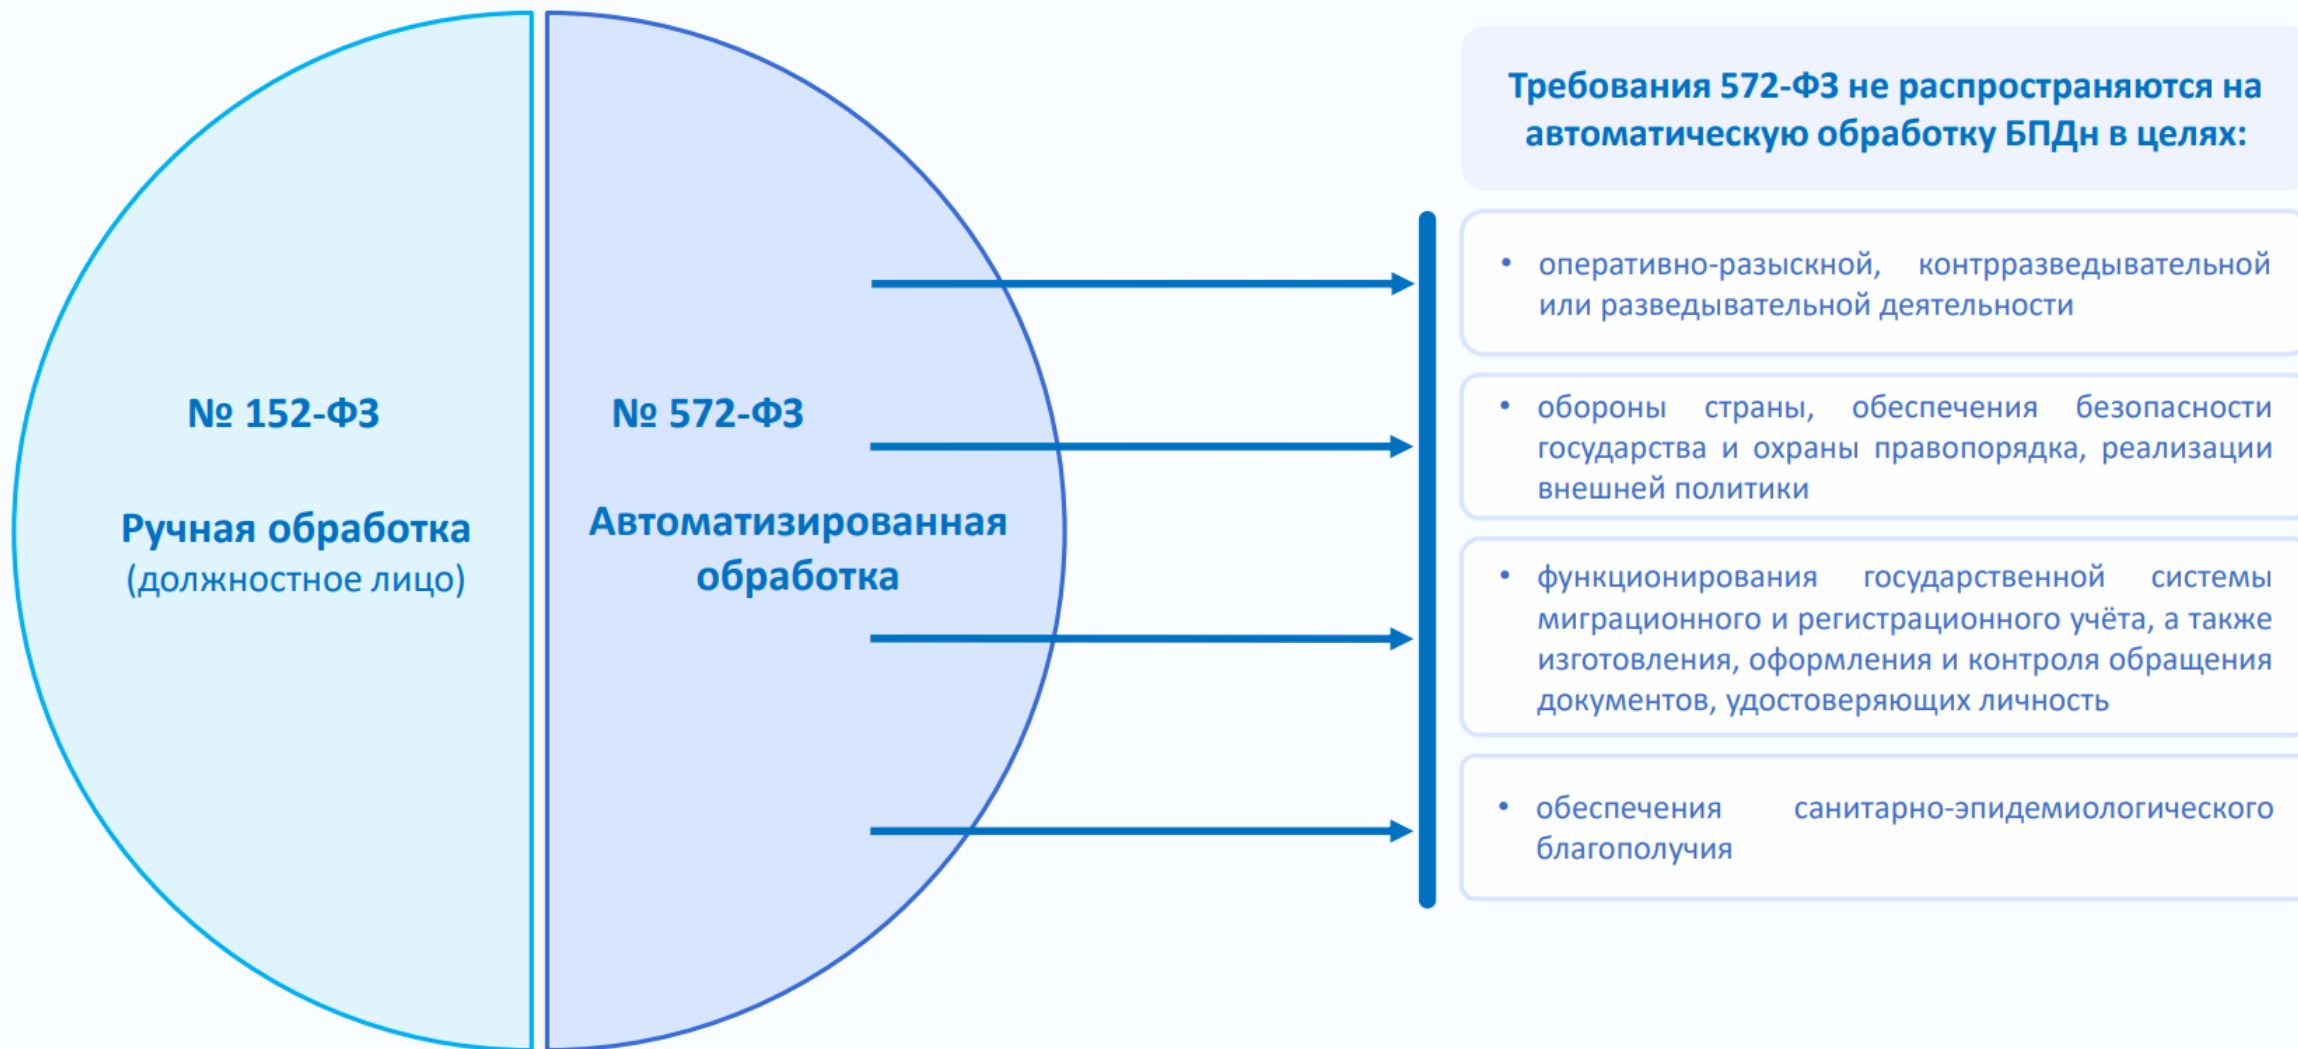 № 152-ФЗ
Ручная обработка
(должностное лицо)
№ 572-ФЗ
Автоматизированная
обработка
Требования 572-ФЗ не распространяются на
автоматическую обработку БПДн в целях:
• оперативно-разыскной, контрразведывательной
или разведывательной деятельности
• обороны страны, обеспечения безопасности
государства и охраны правопорядка, реализации
внешней политики
• функционирования государственной системы
миграционного и регистрационного учёта, а также
изготовления, оформления и контроля обращения
документов, удостоверяющих личность
• обеспечения санитарно-эпидемиологического
благополучия